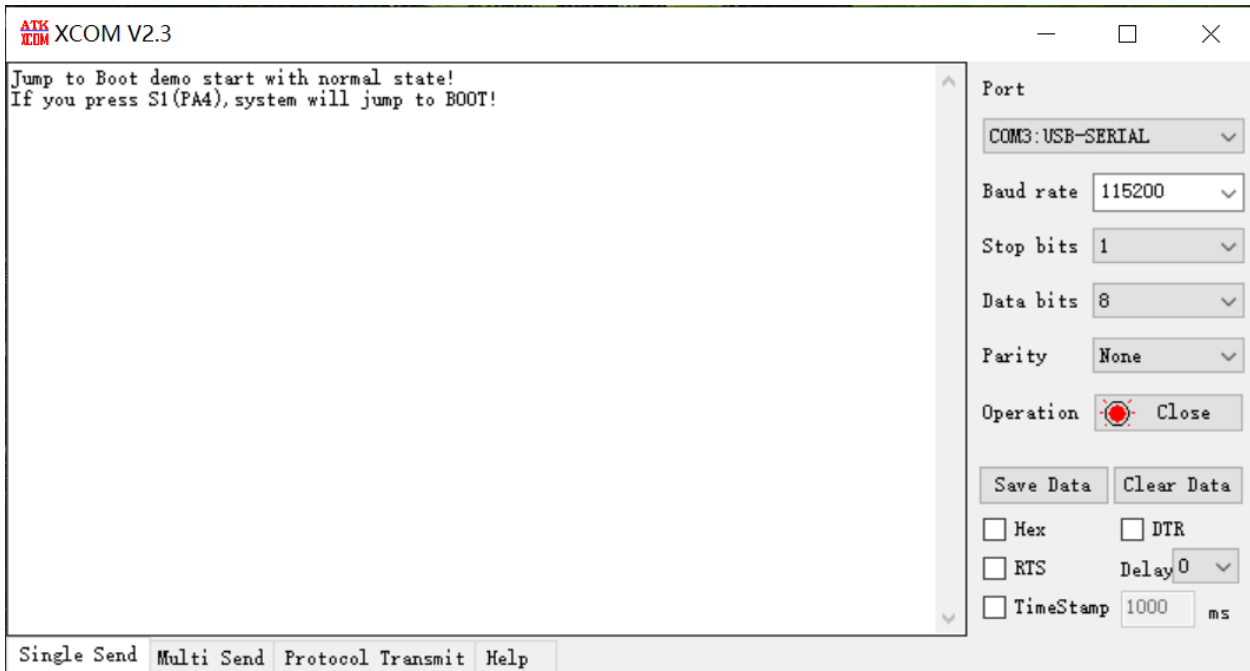 ATK
XCOM XCOM V2.3
Jump to Boot demo start with normal state!
If you press S1(PA4),system will jump to BOOT!
Port
COM3:USB-SERIAL
Baud rate 115200
Stop bits 1
Data bits 8
Parity None
Operation Close
Save Data Clear Data
Hex DTR
RTS Delay 0
TimeStamp 1000 ms
Single Send Multi Send Protocol Transmit Help